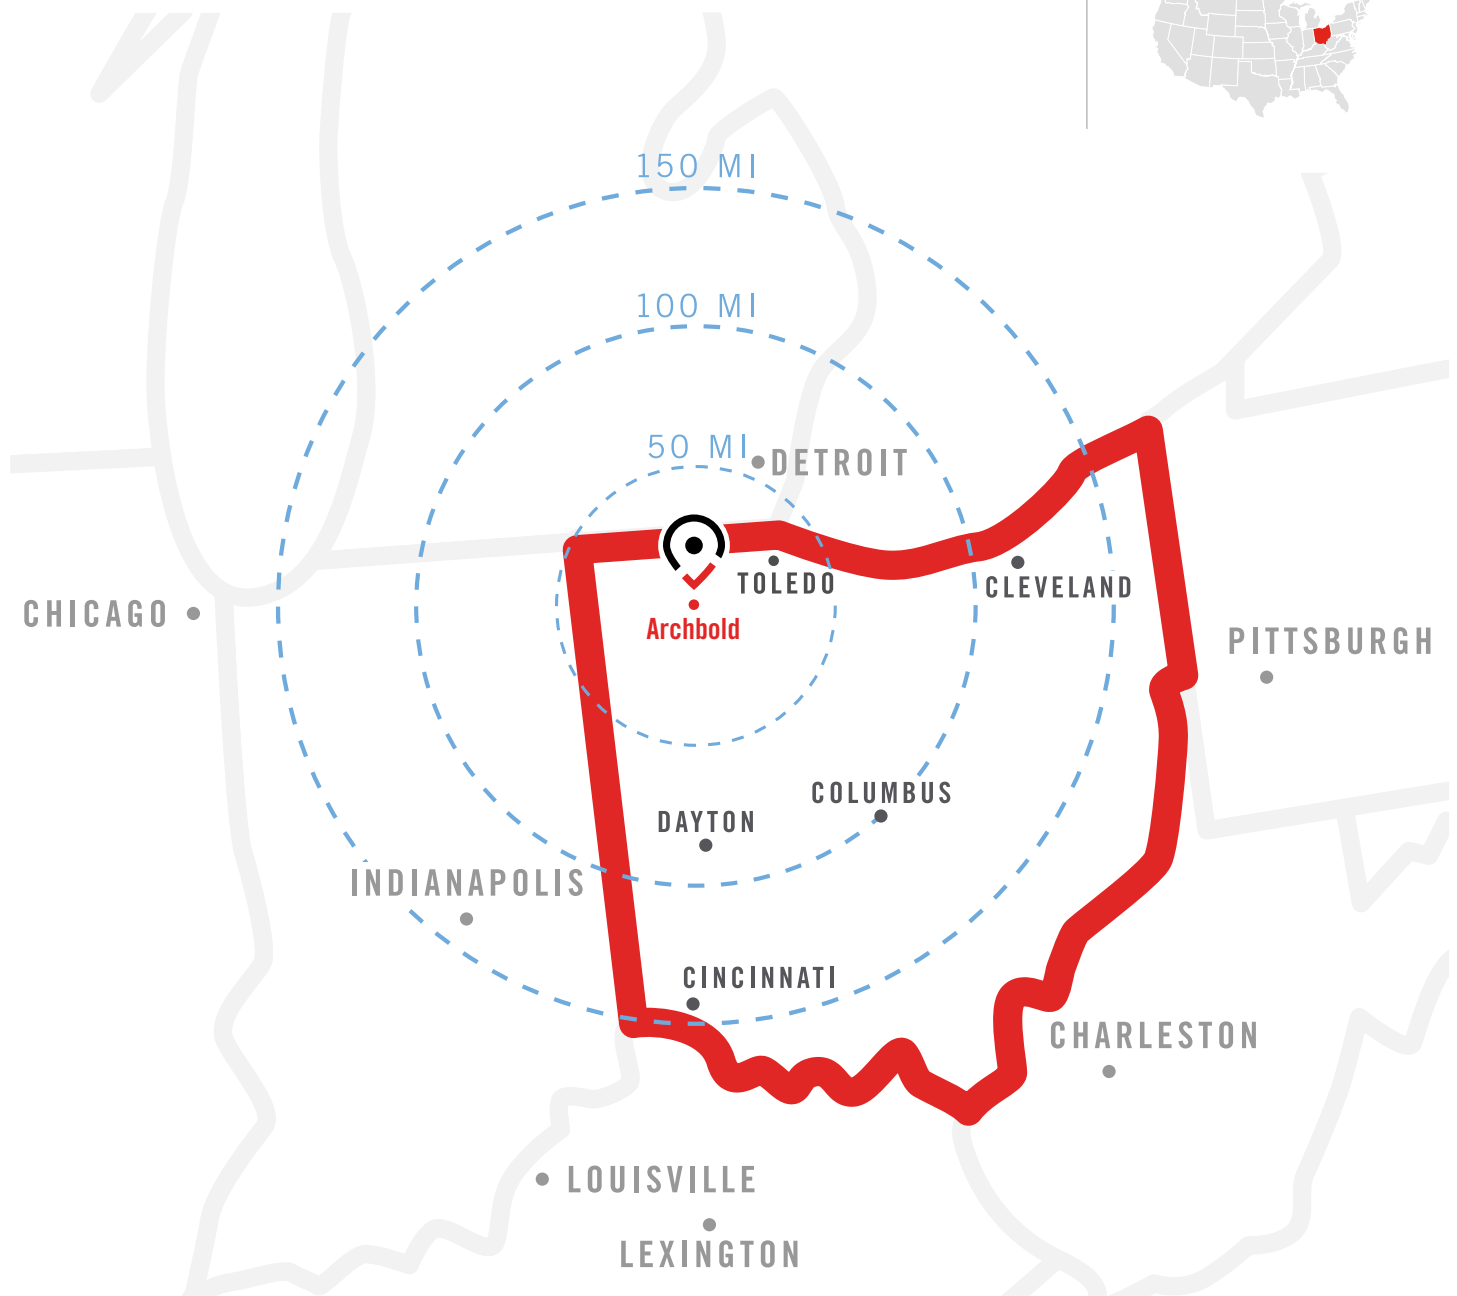 150 MI
100 MI
50 MI
DETROIT
TOLEDO
CLEVELAND
CHICAGO
Archbold
PITTSBURGH
COLUMBUS
DAYTON
INDIANAPOLIS
CINCINNATI
CHARLESTON
LOUISVILLE
LEXINGTON